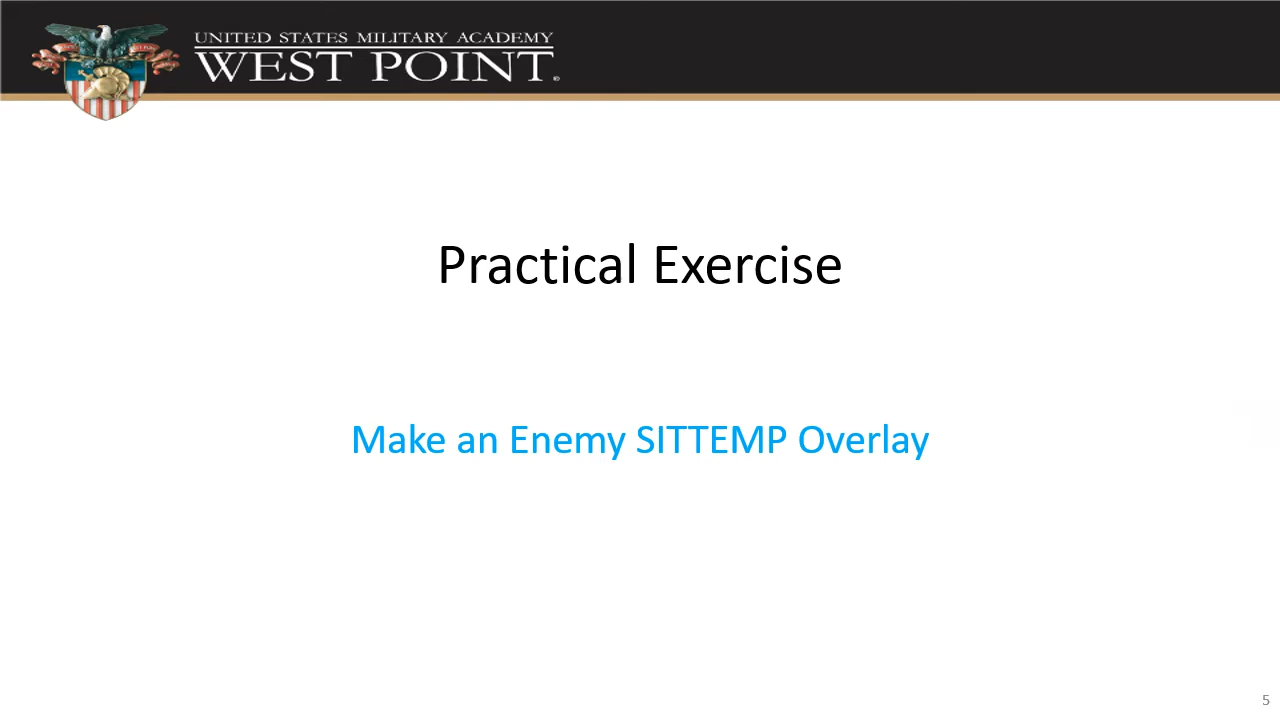 UNITED STATES MILITARY ACADEMY
WEST POINT®
Practical Exercise
Make an Enemy SITTEMP Overlay
5